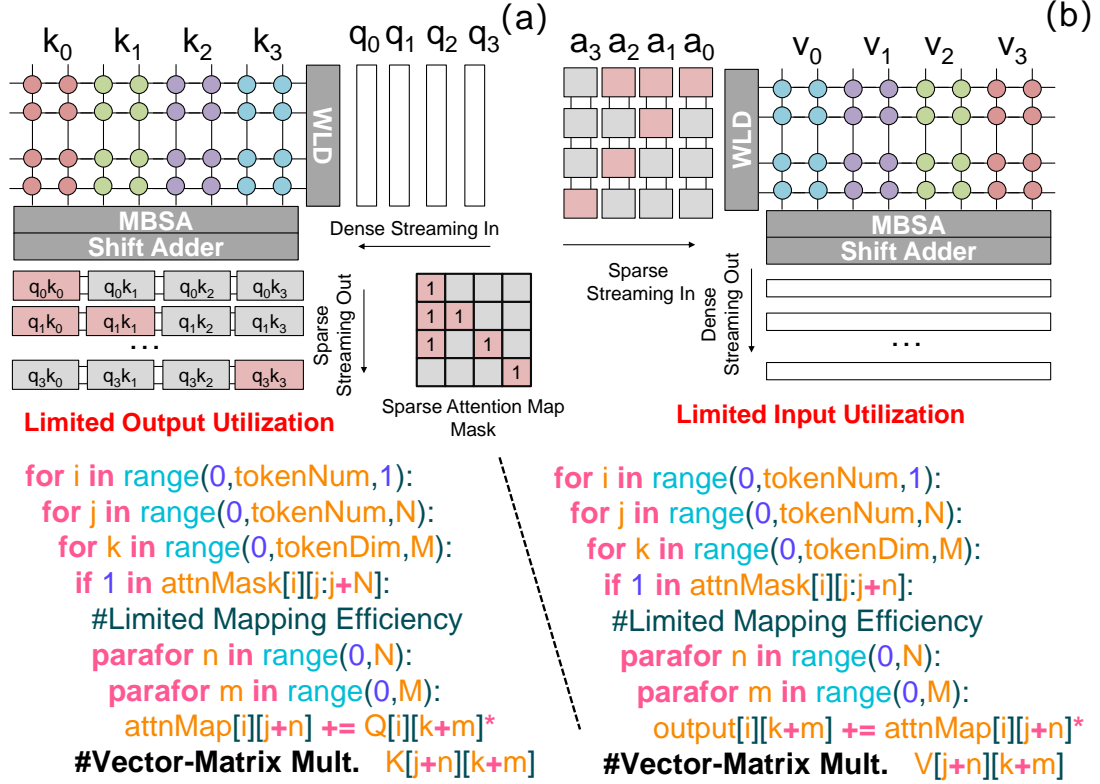 (a)
k0 k1 k2 k3
q0 q1 q2 q3
WLD
MBSA
Shift Adder
Dense Streaming In
q0k0 q0k1 q0k2 q0k3
q1k0 q1k1 q1k2 q1k3
...
q3k0 q3k1 q3k2 q3k3
Sparse
Streaming Out
1
1 1
1 1
1
Sparse Attention Map
Mask
Limited Output Utilization
for i in range(0,tokenNum,1):
for j in range(0,tokenNum,N):
for k in range(0,tokenDim,M):
if 1 in attnMask[i][j:j+N]:
#Limited Mapping Efficiency
parafor n in range(0,N):
parafor m in range(0,M):
attnMap[i][j+n] += Q[i][k+m]*
#Vector-Matrix Mult. K[j+n][k+m]
(b)
a3 a2 a1 a0
v0 v1 v2 v3
WLD
MBSA
Shift Adder
Sparse
Streaming In
Dense
Streaming Out
...
Limited Input Utilization
for i in range(0,tokenNum,1):
for j in range(0,tokenNum,N):
for k in range(0,tokenDim,M):
if 1 in attnMask[i][j:j+n]:
#Limited Mapping Efficiency
parafor n in range(0,N):
parafor m in range(0,M):
output[i][k+m] += attnMap[i][j+n]*
#Vector-Matrix Mult. V[j+n][k+m]